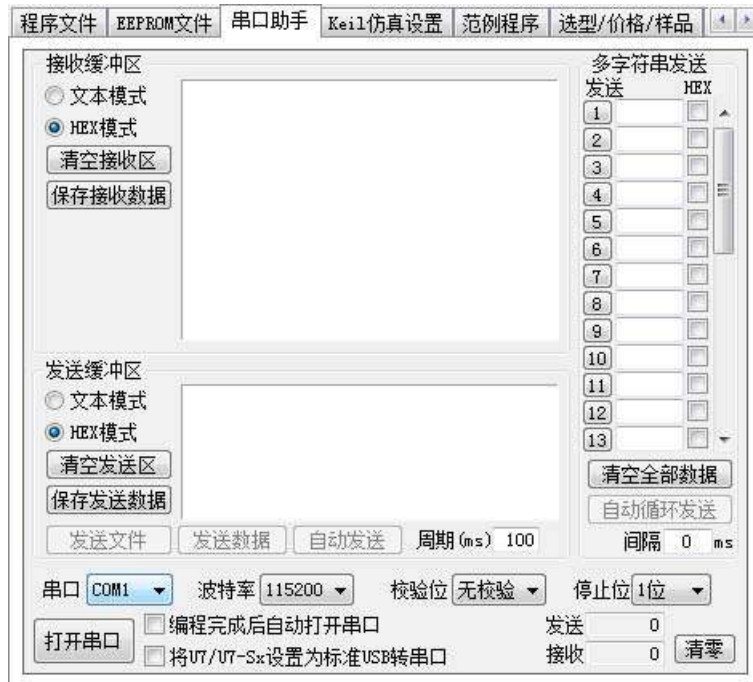 程序文件 EEPROM文件 串口助手 Keil仿真设置 范例程序 选型/价格/样品
接收缓冲区
文本模式
HEX模式
清空接收区
保存接收数据
多字符串发送
发送 HEX
1
2
3
4
5
6
7
8
9
10
11
12
13
发送缓冲区
文本模式
HEX模式
清空发送区
保存发送数据
发送文件 发送数据 自动发送 周期(ms) 100
清空全部数据
自动循环发送
间隔 0 ms
串口 COM1 波特率 115200 校验位 无校验 停止位 1位
打开串口
编程完成后自动打开串口
将U7/U7-Sx设置为标准USB转串口
发送 0
接收 0
清零